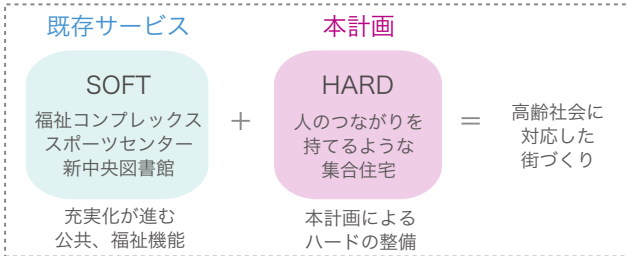 既存サービス
SOFT
福祉コンプレックス
スポーツセンター
新中央図書館
充実化が進む
公共、福祉機能
+
本計画
HARD
人のつながりを
持てるような
集合住宅
本計画による
ハードの整備
=
高齢社会に
対応した
街づくり